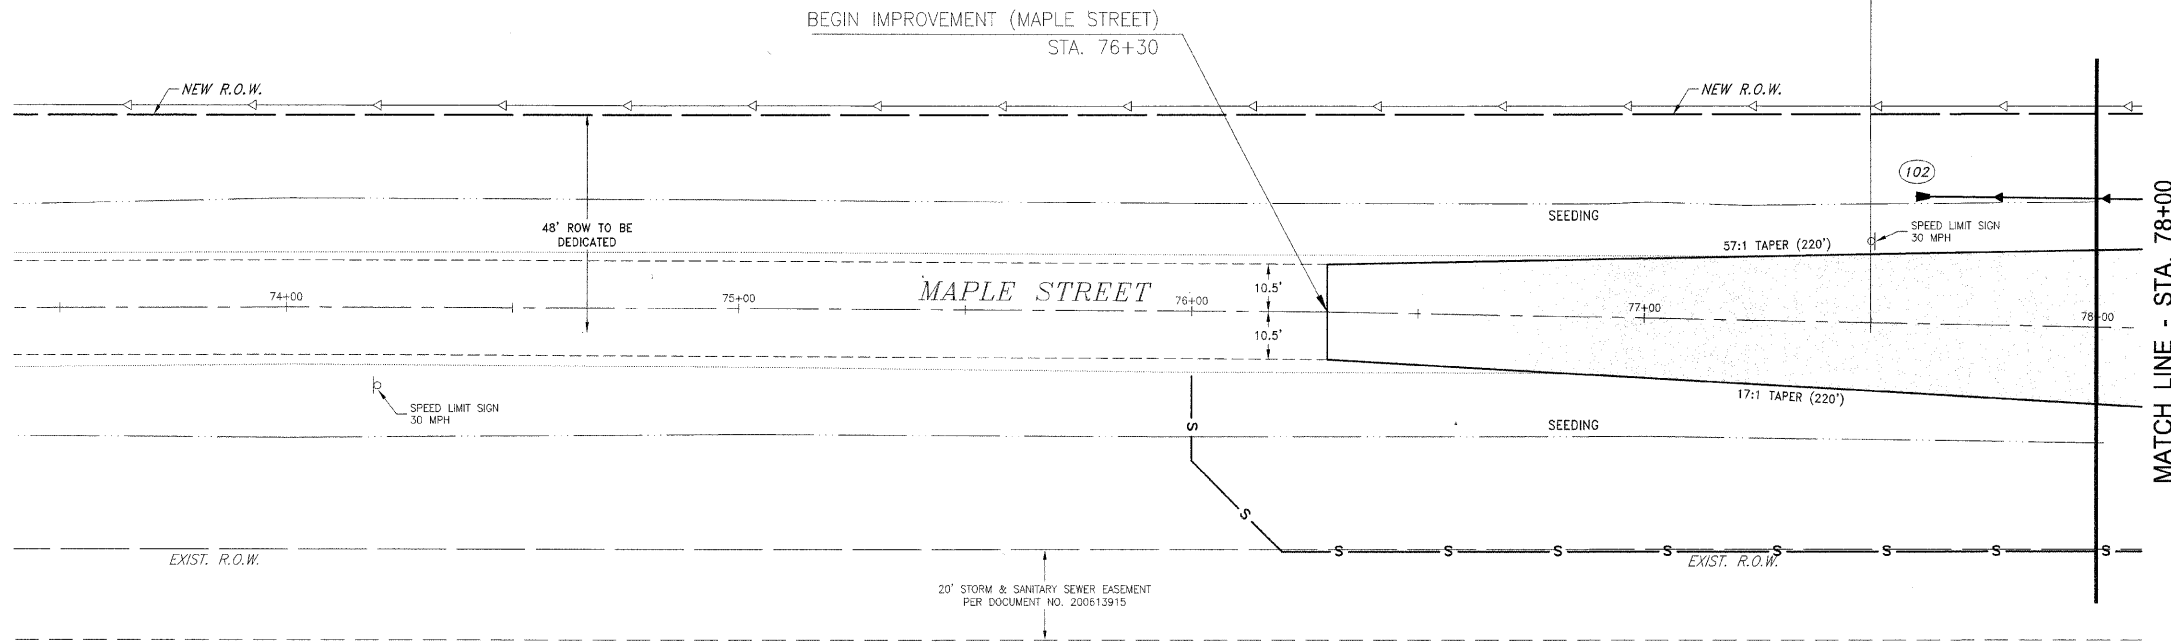 BEGIN IMPROVEMENT (MAPLE STREET)
STA. 76+30
NEW R.O.W.
NEW R.O.W.
102
SEEDING
SPEED LIMIT SIGN
30 MPH
48' ROW TO BE
DEDICATED
57:1 TAPER (220')
MAPLE STREET
74+00
75+00
76+00
77+00
78+00
10.5'
10.5'
MATCH LINE - STA. 78+00
SPEED LIMIT SIGN
30 MPH
17:1 TAPER (220')
SEEDING
S
S
S S S S S S S S
EXIST. R.O.W.
EXIST. R.O.W.
20' STORM & SANITARY SEWER EASEMENT
PER DOCUMENT NO. 200613915